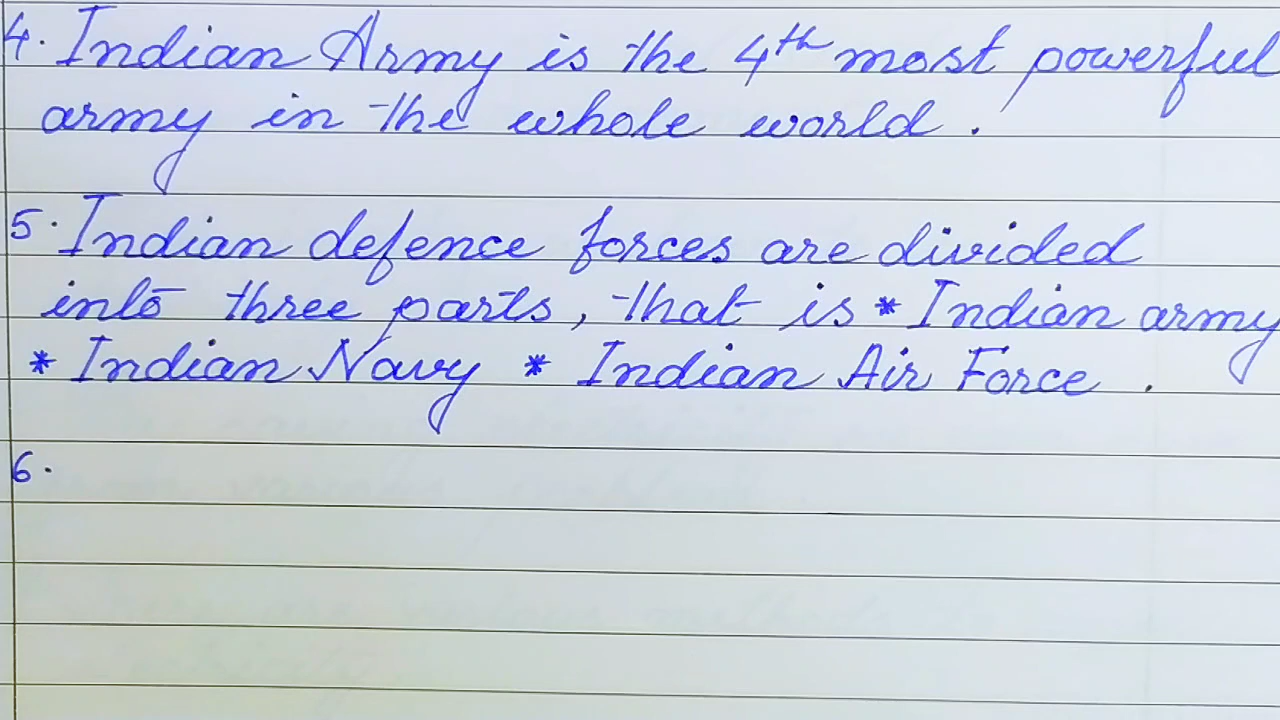 4. Indian Army is the 4th most powerful
army in the whole world.
5. Indian defence forces are divided
into three parts, that is * Indian army
* Indian Navy * Indian Air Force.
6.